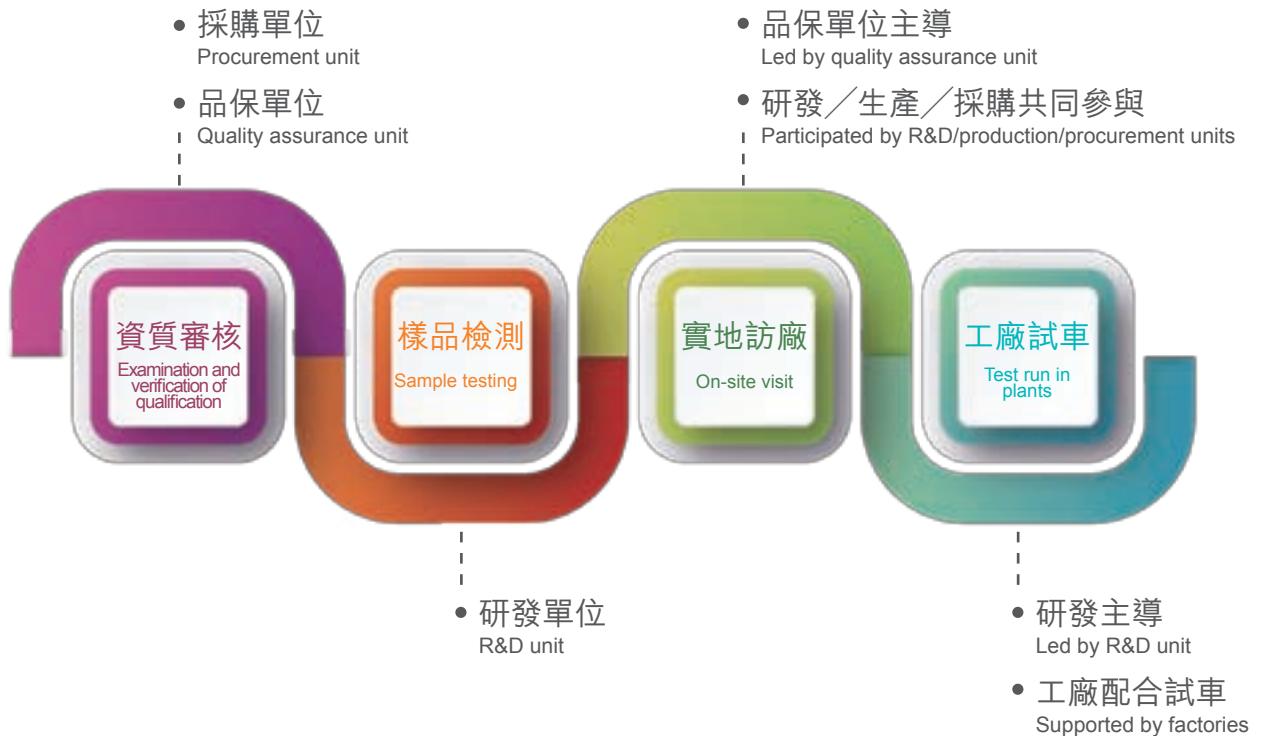 採購單位
Procurement unit
品保單位
Quality assurance unit
品保單位主導
Led by quality assurance unit
研發／生產／採購共同參與
Participated by R&D/production/procurement units
資質審核
Examination and
verification of
qualification
樣品檢測
Sample testing
實地訪廠
On-site visit
工廠試車
Test run in
plants
研發單位
R&D unit
研發主導
Led by R&D unit
工廠配合試車
Supported by factories